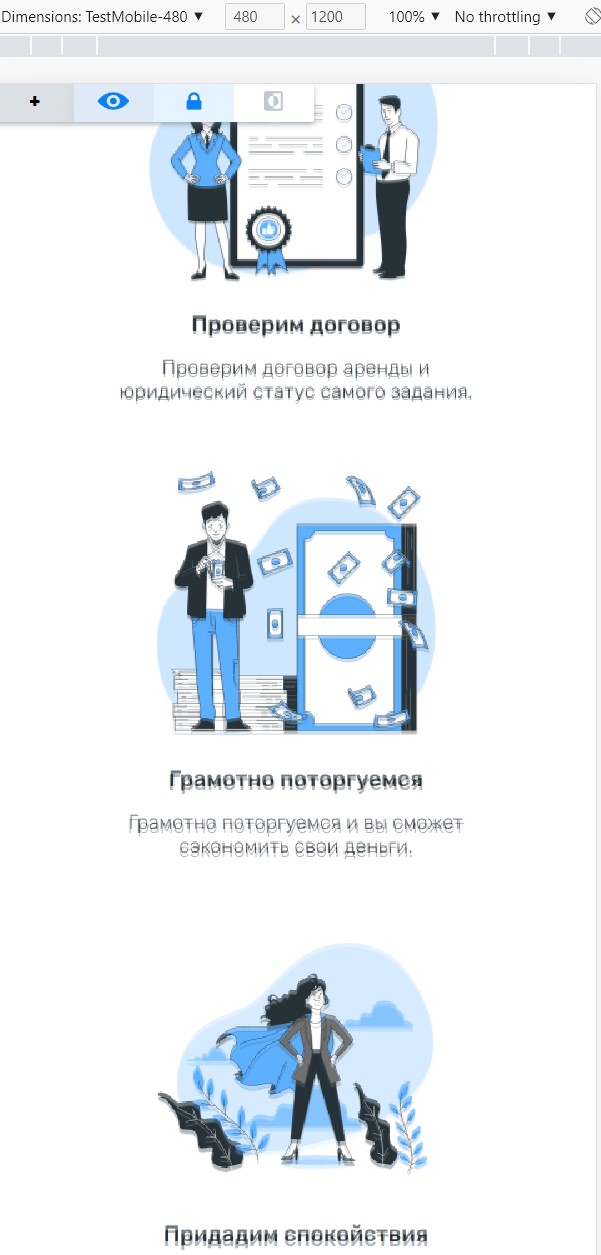 Dimensions: TestMobile-480 ▼ 480 × 1200 100% ▼ No throttling ▼
+
Проверим договор
Проверим договор аренды и
юридический статус самого задания.
Грамотно поторгуемся
Грамотно поторгуемся и вы сможет
сэкономить свои деньги.
Придадим спокойствия